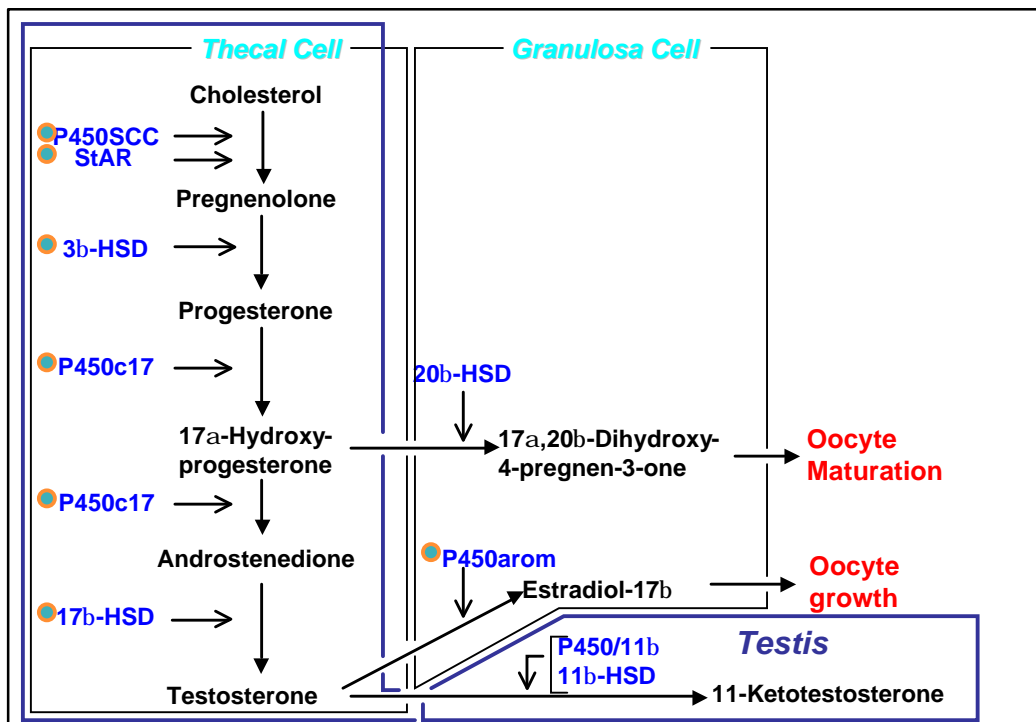 Thecal Cell
Granulosa Cell
Cholesterol
P450SCC
StAR
Pregnenolone
3b-HSD
Progesterone
P450c17
20b-HSD
17a-Hydroxy-
progesterone
17a,20b-Dihydroxy-
4-pregnen-3-one
Oocyte
Maturation
P450c17
Androstenedione
P450arom
Estradiol-17b
Oocyte
growth
17b-HSD
Testis
P450/11b
11b-HSD
Testosterone
11-Ketotestosterone